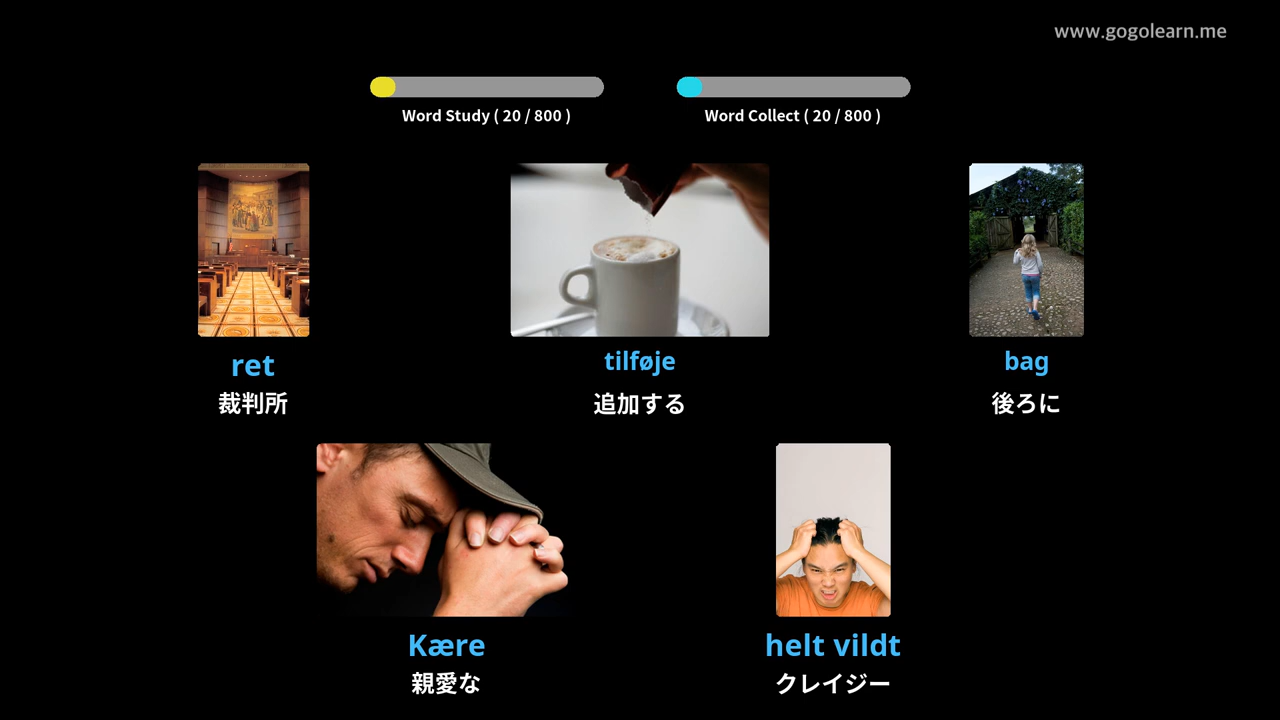 www.gogolearn.me
Word Study ( 20 / 800 )
Word Collect ( 20 / 800 )
ret
裁判所
tilføje
追加する
bag
後ろに
Kære
親愛な
helt vildt
クレイジー